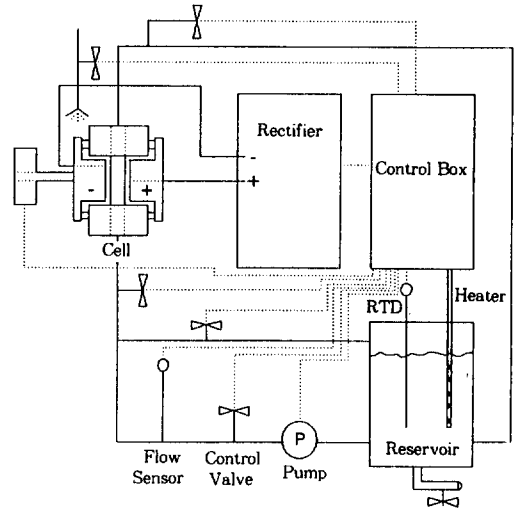 Rectifier
-
+
Control Box
-
+
Cell
RTD
Heater
P
Reservoir
Flow
Sensor
Control
Valve
Pump